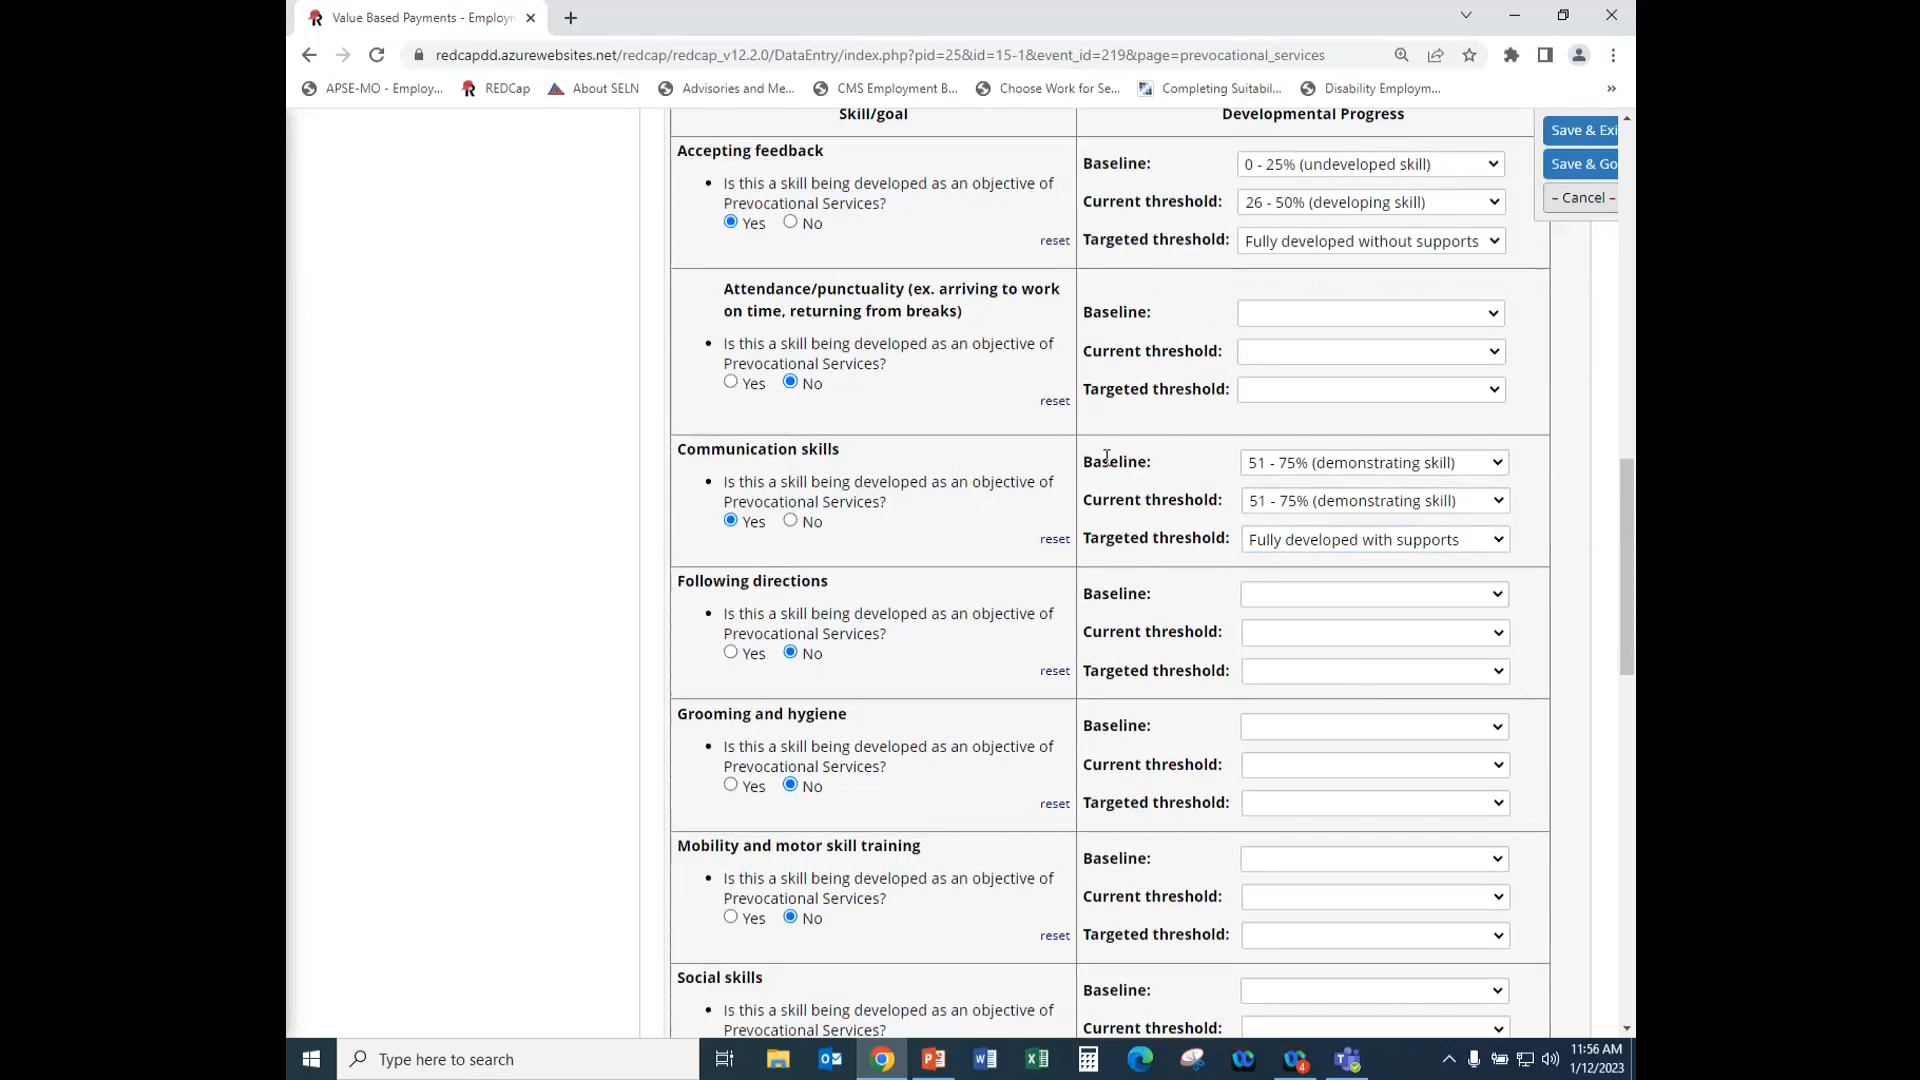 Value Based Payments - Employm
redcapdd.azurewebsites.net/redcap/redcap_v12.2.0/DataEntry/index.php?pid=25&id=15-1&event_id=219&page=prevocational_services
APSE-MO - Employ... REDCap About SELN Advisories and Me... CMS Employment B... Choose Work for Se... Completing Suitabil... Disability Employm... »
Skill/goal Developmental Progress
Save & Exi
Save & Go
– Cancel –
Accepting feedback
Is this a skill being developed as an objective of
Prevocational Services?
Yes No
reset
Baseline: 0 - 25% (undeveloped skill)
Current threshold: 26 - 50% (developing skill)
Targeted threshold: Fully developed without supports
Attendance/punctuality (ex. arriving to work
on time, returning from breaks)
Is this a skill being developed as an objective of
Prevocational Services?
Yes No
reset
Baseline:
Current threshold:
Targeted threshold:
Communication skills
Is this a skill being developed as an objective of
Prevocational Services?
Yes No
reset
Baseline: 51 - 75% (demonstrating skill)
Current threshold: 51 - 75% (demonstrating skill)
Targeted threshold: Fully developed with supports
Following directions
Is this a skill being developed as an objective of
Prevocational Services?
Yes No
reset
Baseline:
Current threshold:
Targeted threshold:
Grooming and hygiene
Is this a skill being developed as an objective of
Prevocational Services?
Yes No
reset
Baseline:
Current threshold:
Targeted threshold:
Mobility and motor skill training
Is this a skill being developed as an objective of
Prevocational Services?
Yes No
reset
Baseline:
Current threshold:
Targeted threshold:
Social skills
Is this a skill being developed as an objective of
Prevocational Services?
Baseline:
Current threshold:
Type here to search
11:56 AM
1/12/2023